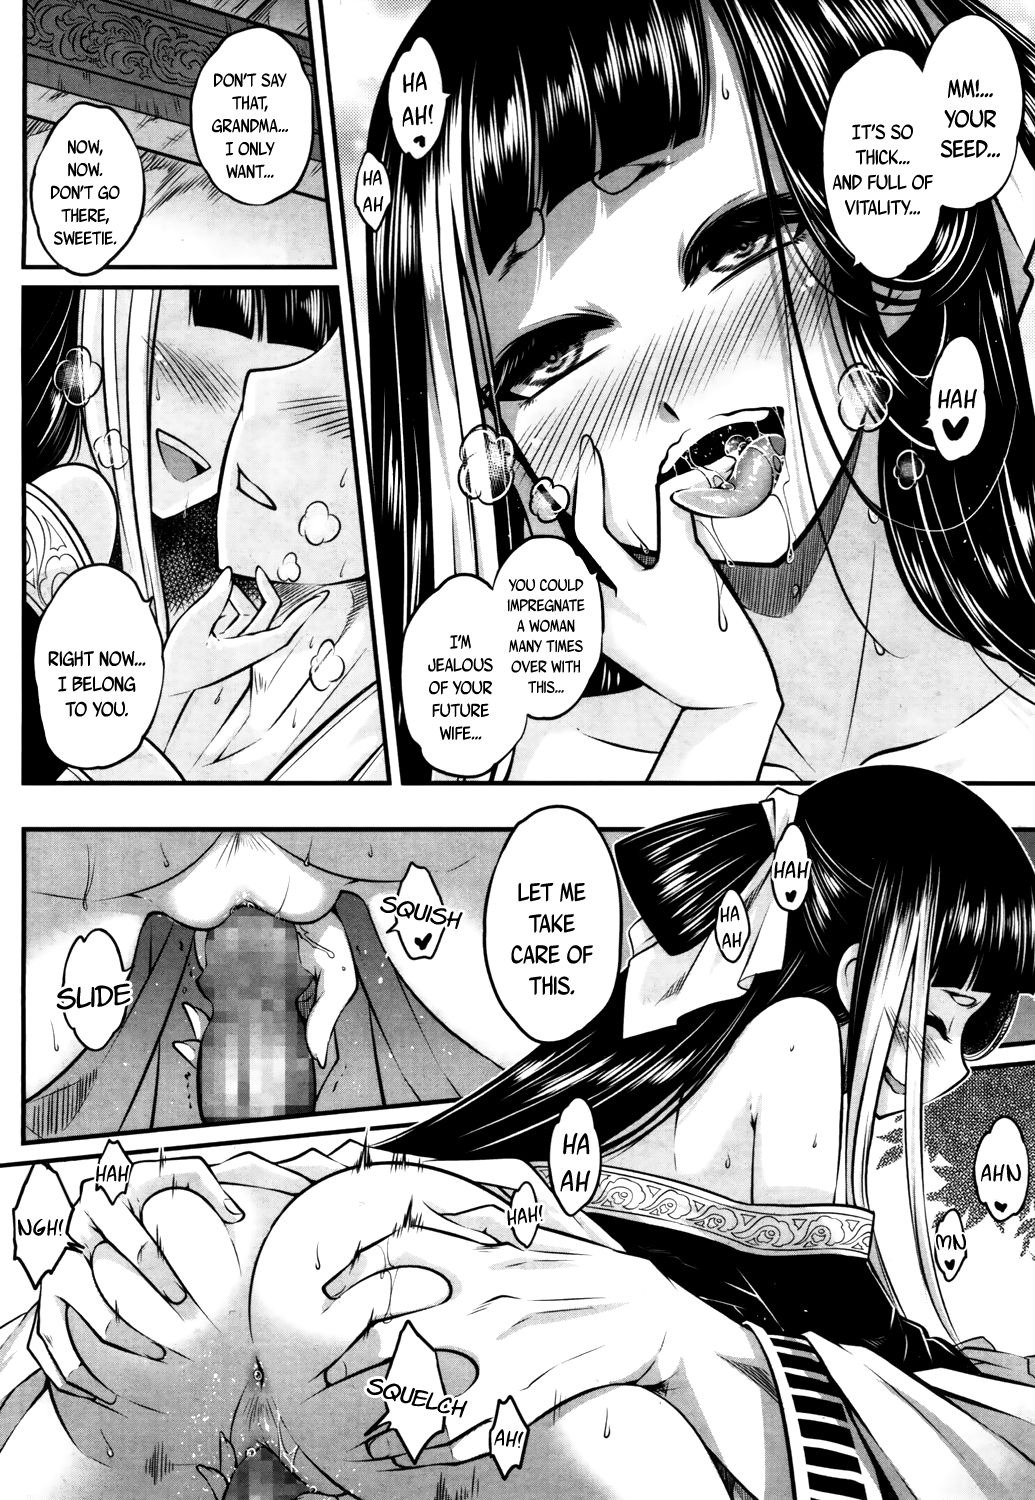 MM!...
YOUR
SEED...
IT'S SO
THICK...
AND FULL OF
VITALITY...
HA
AH!
HA
AH
HAH
YOU COULD
IMPREGNATE
A WOMAN
MANY TIMES
OVER WITH
THIS...
I'M
JEALOUS
OF YOUR
FUTURE
WIFE...
DON'T SAY
THAT,
GRANDMA...
I ONLY
WANT...
NOW,
NOW.
DON'T GO
THERE,
SWEETIE.
RIGHT NOW...
I BELONG
TO YOU.
HAH
HA
AH
LET ME
TAKE
CARE OF
THIS.
SQUISH
SLIDE
AHN
MN
HA
AH
HAH!
HAH
NGH!
SQUELCH
AH!